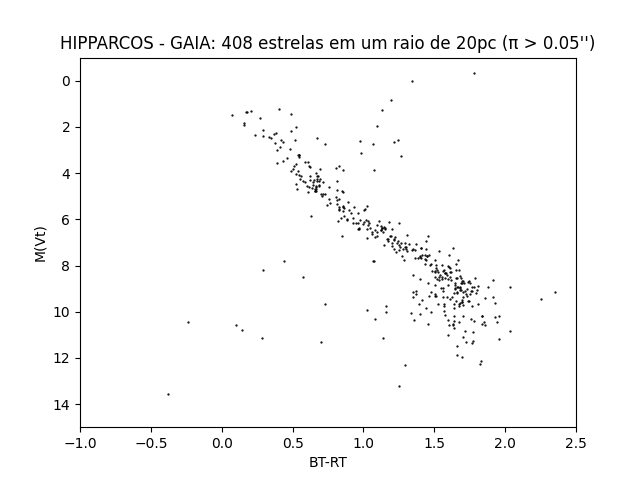 HIPPARCOS - GAIA: 408 estrelas em um raio de 20pc (π > 0.05'')
0
2
4
6
8
10
12
14
M(Vt)
−1.0 −0.5 0.0 0.5 1.0 1.5 2.0 2.5
BT-RT